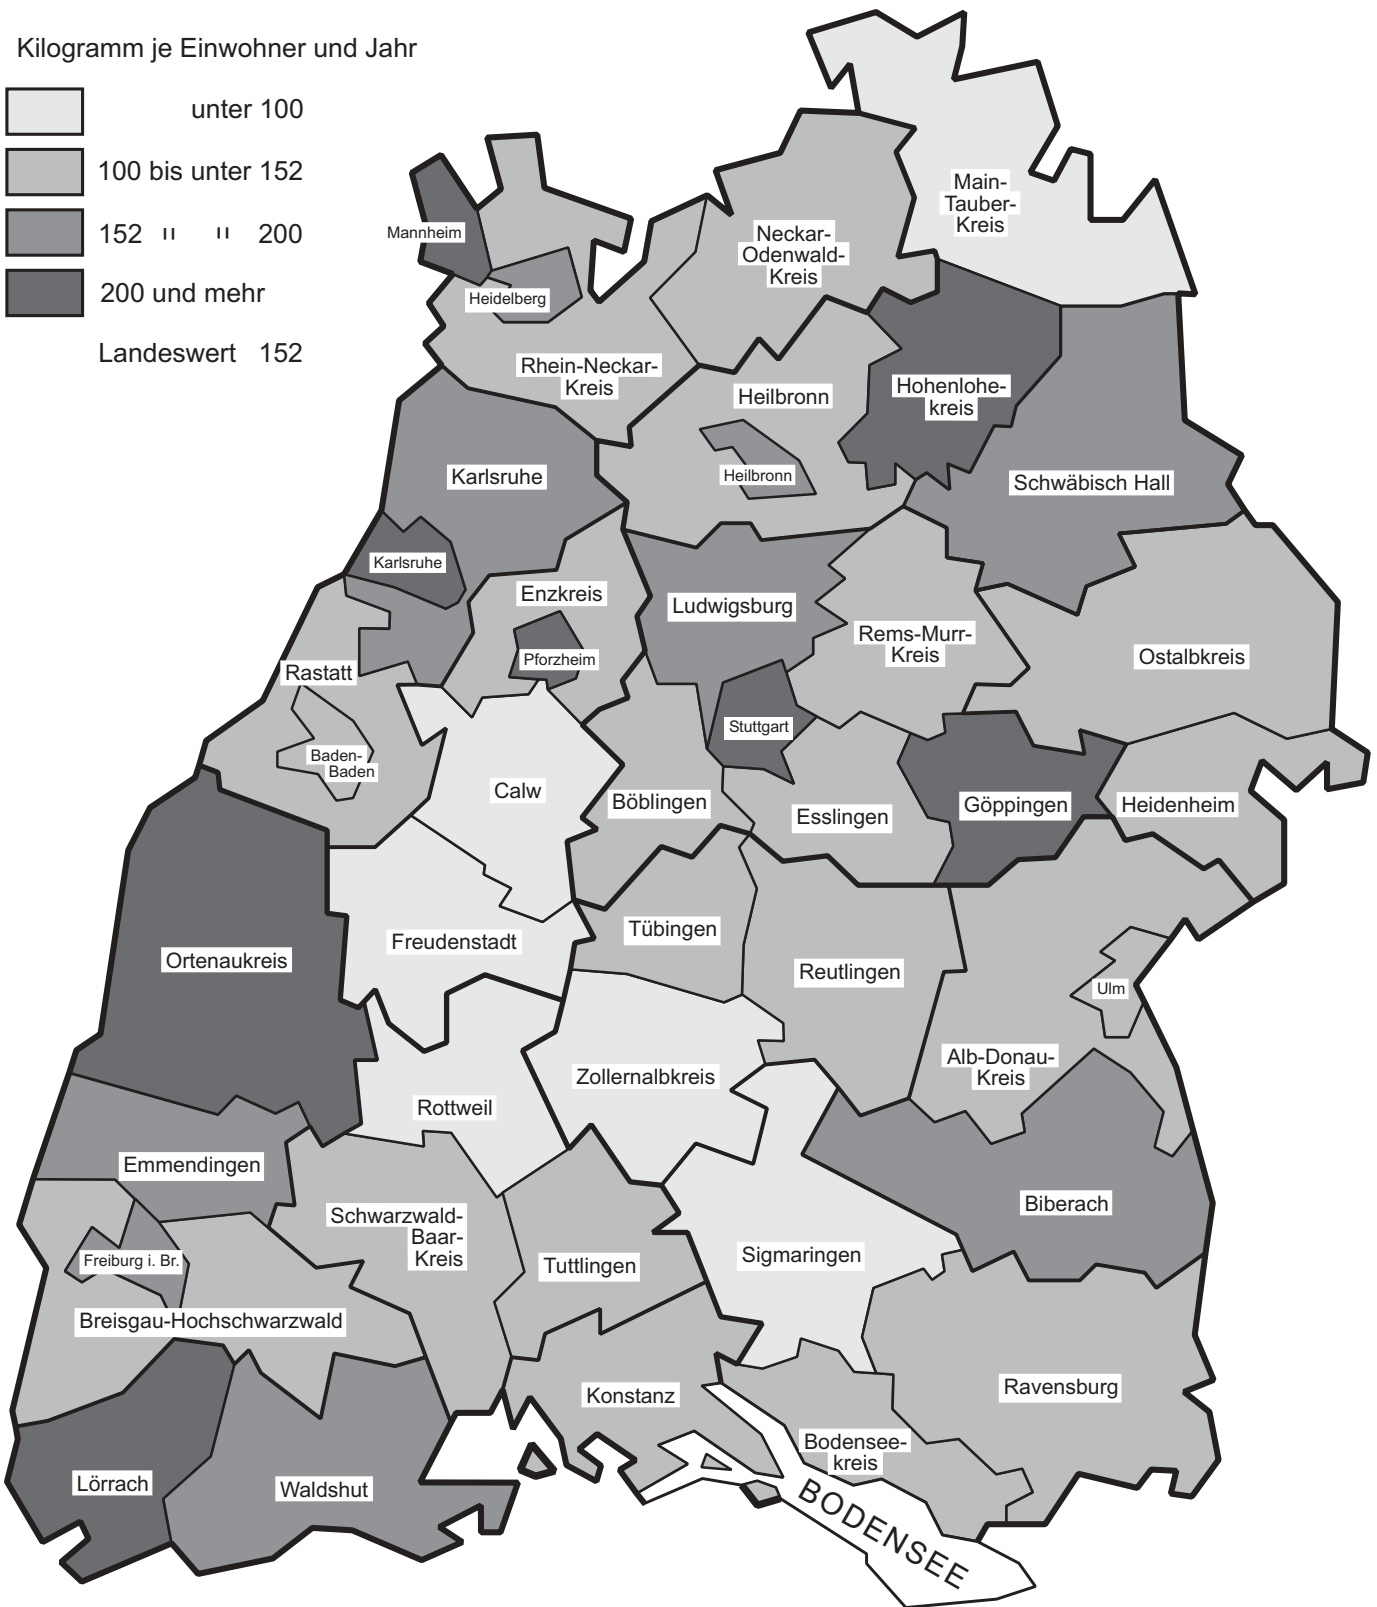 Kilogramm je Einwohner und Jahr
unter 100
100 bis unter 152
152 " " 200
200 und mehr
Landeswert 152
Main-
Tauber-
Kreis
Mannheim
Neckar-
Odenwald-
Kreis
Heidelberg
Rhein-Neckar-
Kreis
Heilbronn
Hohenlohe-
kreis
Karlsruhe
Heilbronn
Schwäbisch Hall
Karlsruhe
Enzkreis
Ludwigsburg
Rems-Murr-
Kreis
Ostalbkreis
Pforzheim
Rastatt
Stuttgart
Baden-
Baden
Calw
Böblingen
Esslingen
Göppingen
Heidenheim
Tübingen
Freudenstadt
Ortenaukreis
Reutlingen
Ulm
Alb-Donau-
Kreis
Zollernalbkreis
Rottweil
Emmendingen
Biberach
Schwarzwald-
Baar-
Kreis
Sigmaringen
Freiburg i. Br.
Tuttlingen
Breisgau-Hochschwarzwald
Ravensburg
Konstanz
Bodensee-
kreis
Lörrach
Waldshut
BODENSEE